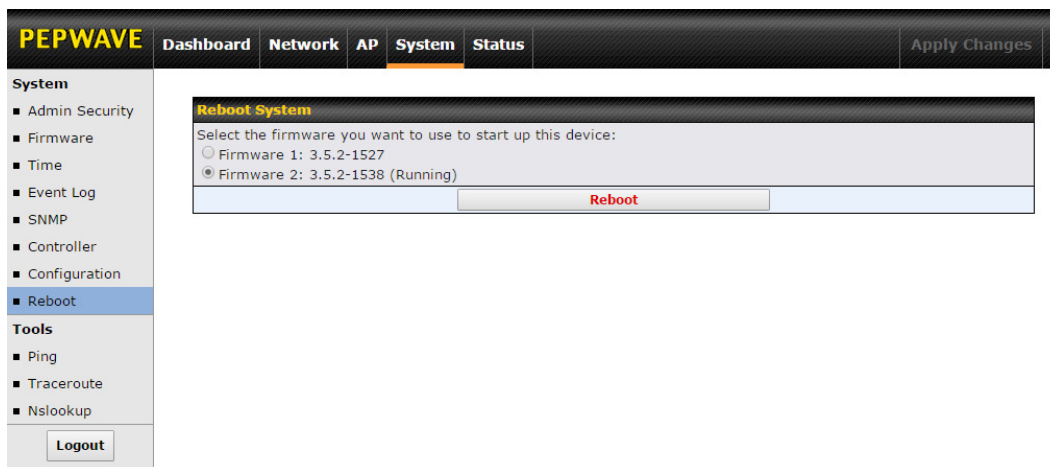 PEPWAVE
Dashboard Network AP System Status Apply Changes
System
Admin Security
Firmware
Time
Event Log
SNMP
Controller
Configuration
Reboot
Tools
Ping
Traceroute
Nslookup
Logout
Reboot System
Select the firmware you want to use to start up this device:
Firmware 1: 3.5.2-1527
Firmware 2: 3.5.2-1538 (Running)
Reboot